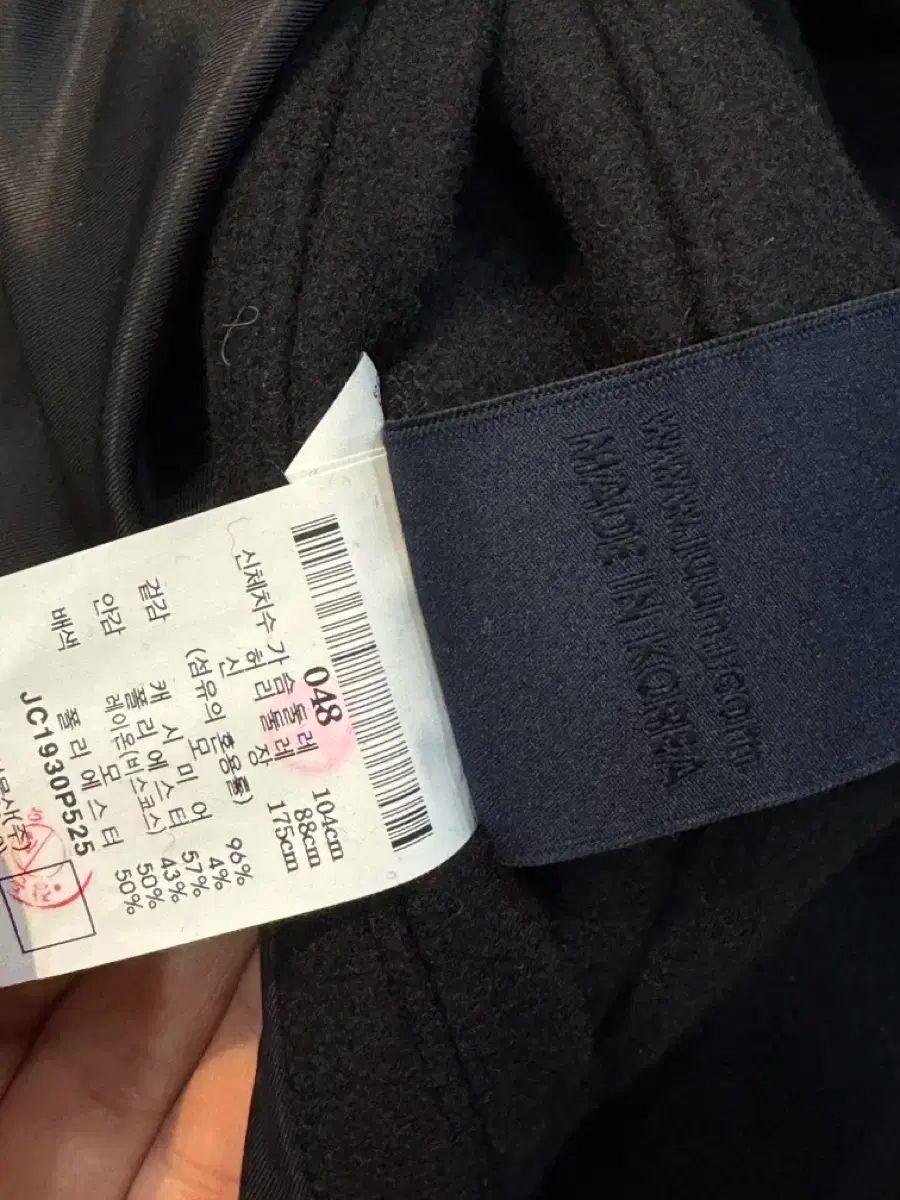 048
신체치수 가슴둘레 104cm
허리둘레 88cm
신장 175cm
(섬유의 혼용률)
겉감 모 96%
캐시미어 4%
안감 폴리에스터 57%
레이온(비스코스) 43%
배색 모 50%
폴리에스터 50%
JC1930P525
WWW.JUUNJ.COM
MADE IN KOREA